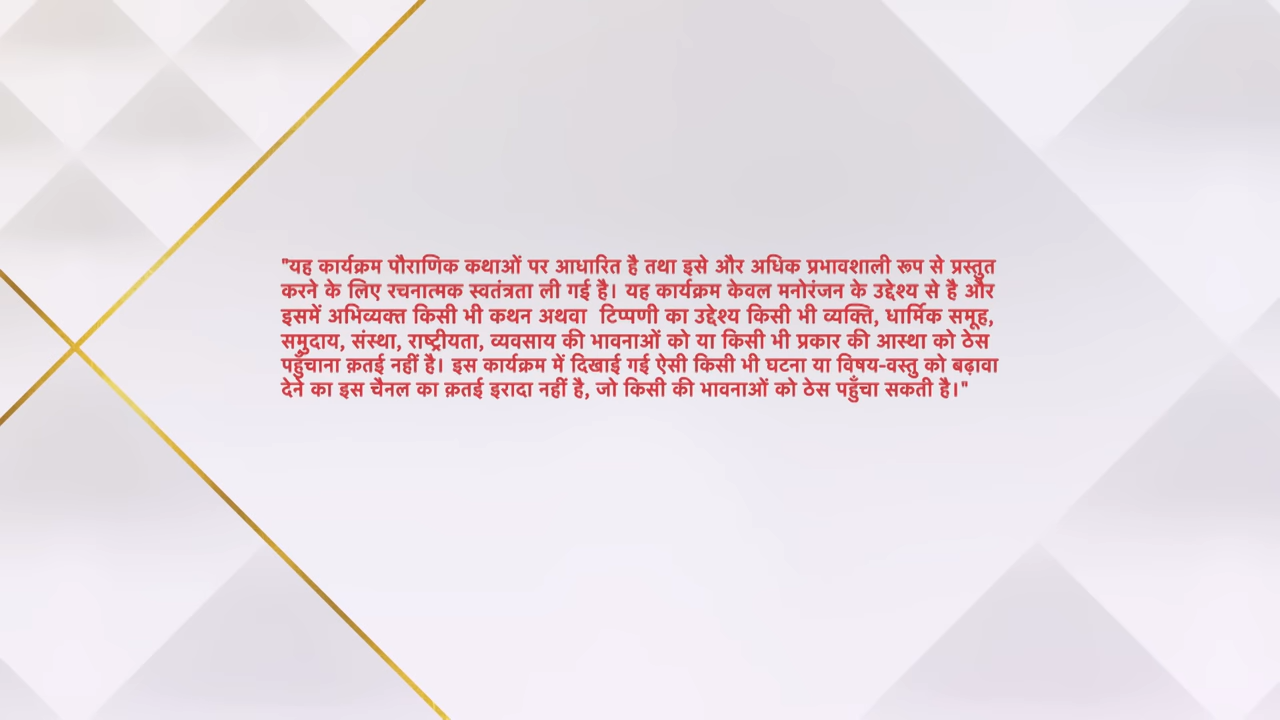 "यह कार्यक्रम पौराणिक कथाओं पर आधारित है तथा इसे और अधिक प्रभावशाली रूप से प्रस्तुत
करने के लिए रचनात्मक स्वतंत्रता ली गई है। यह कार्यक्रम केवल मनोरंजन के उद्देश्य से है और
इसमें अभिव्यक्त किसी भी कथन अथवा टिप्पणी का उद्देश्य किसी भी व्यक्ति, धार्मिक समूह,
समुदाय, संस्था, राष्ट्रीयता, व्यवसाय की भावनाओं को या किसी भी प्रकार की आस्था को ठेस
पहुँचाना क़तई नहीं है। इस कार्यक्रम में दिखाई गई ऐसी किसी भी घटना या विषय-वस्तु को बढ़ावा
देने का इस चैनल का क़तई इरादा नहीं है, जो किसी की भावनाओं को ठेस पहुँचा सकती है।"